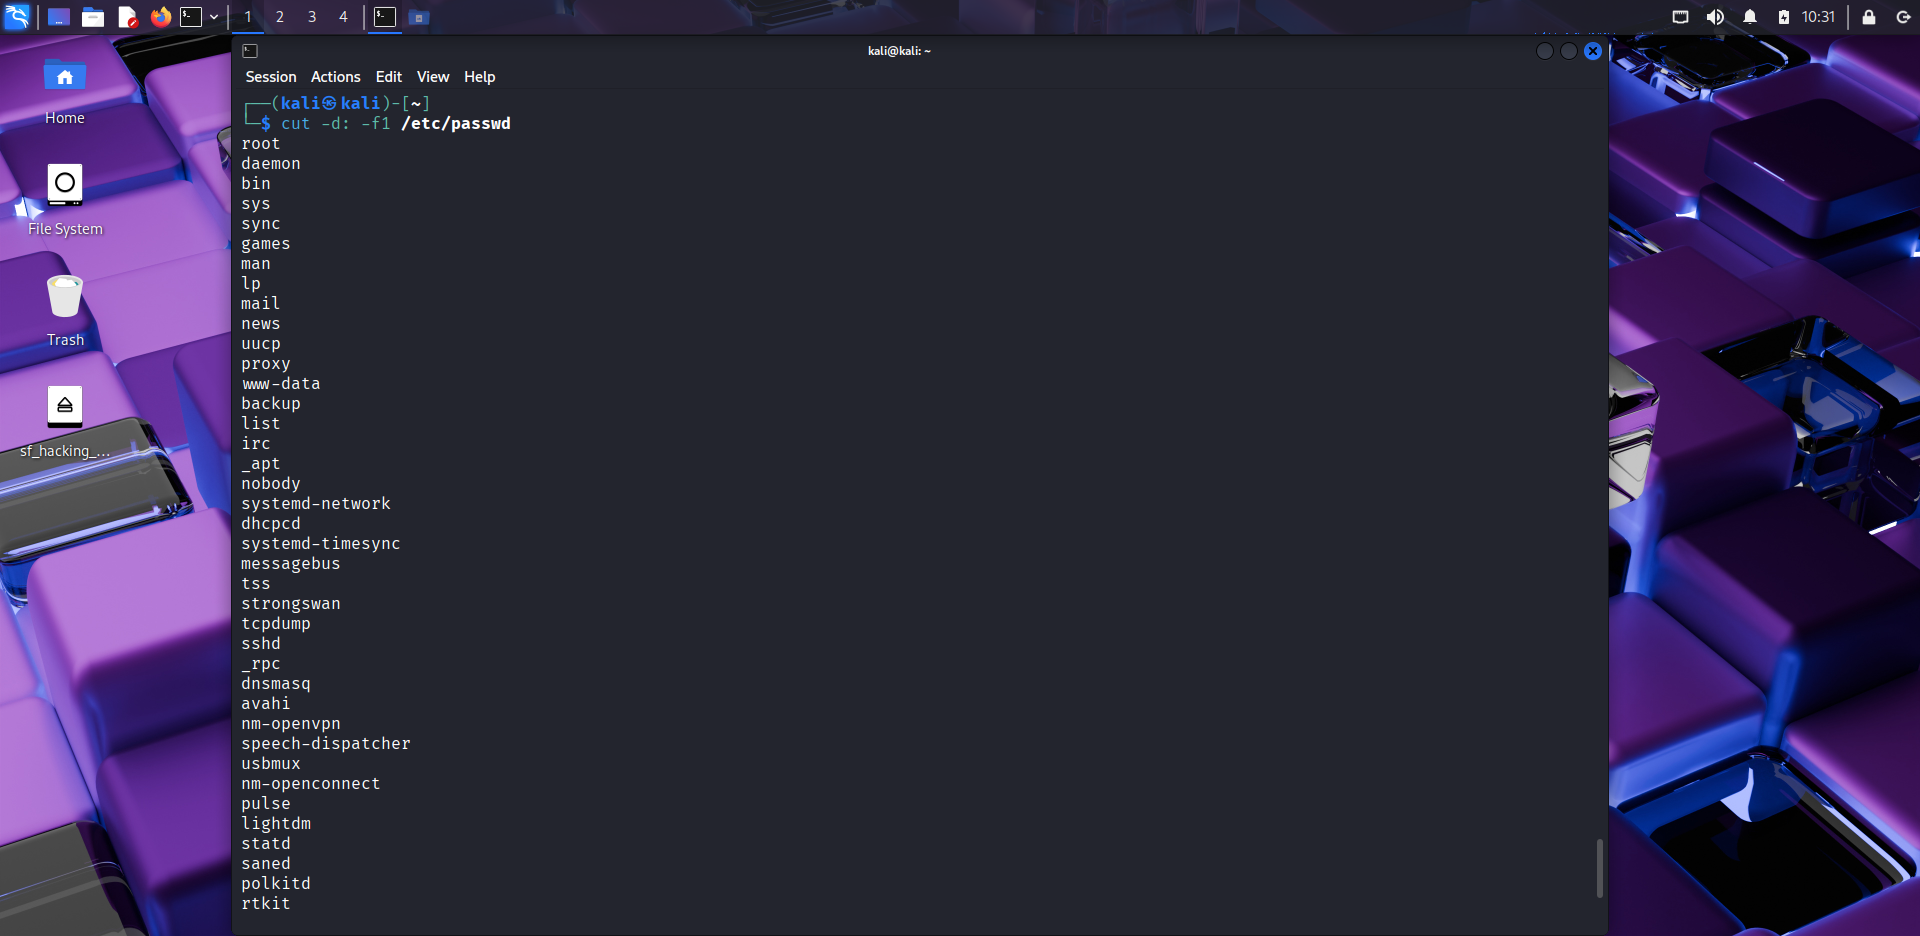 1 2 3 4 10:31
kali@kali: ~
Session Actions Edit View Help
┌──(kali㉿kali)-[~]
└─$ cut -d: -f1 /etc/passwd
root
daemon
bin
sys
sync
games
man
lp
mail
news
uucp
proxy
www-data
backup
list
irc
_apt
nobody
systemd-network
dhcpcd
systemd-timesync
messagebus
tss
strongswan
tcpdump
sshd
_rpc
dnsmasq
avahi
nm-openvpn
speech-dispatcher
usbmux
nm-openconnect
pulse
lightdm
statd
saned
polkitd
rtkit
Home
File System
Trash
sf_hacking_...